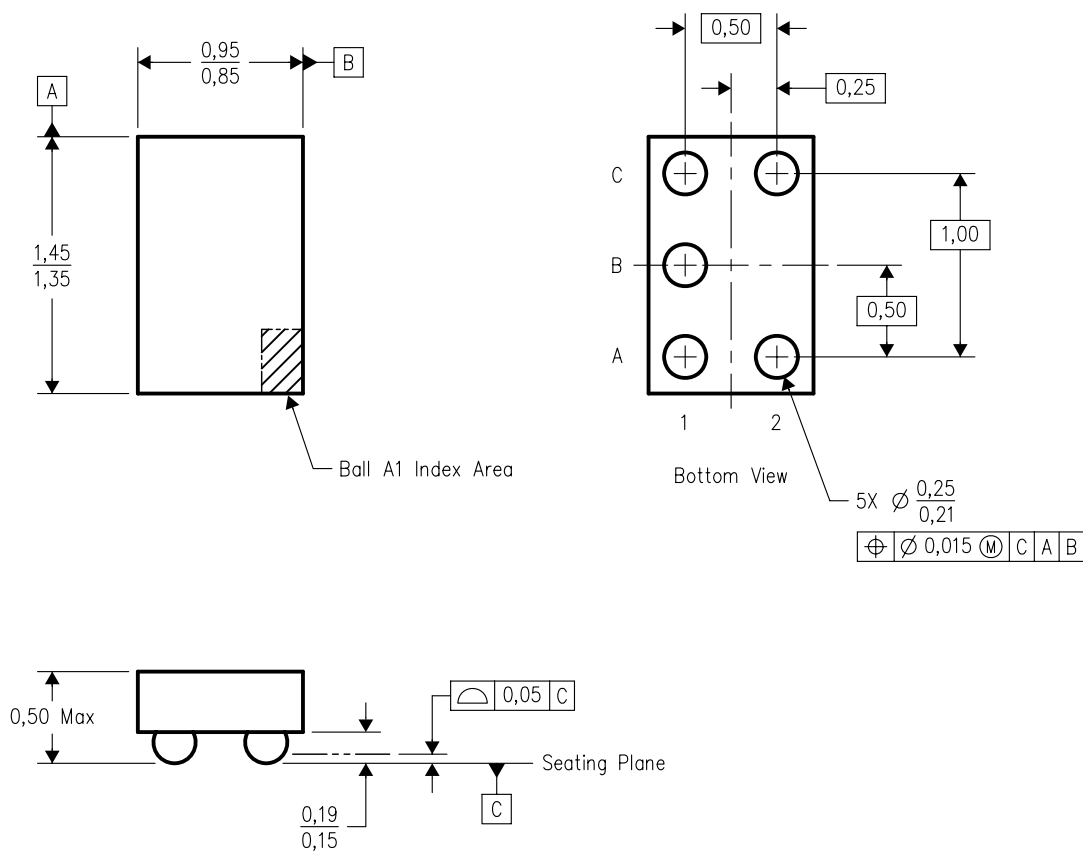 0,50
0,95
0,85
B
A
0,25
C
1,45
1,35
1,00
B
0,50
A
1
2
Ball A1 Index Area
Bottom View
5X Ø 0,25
0,21
⌖ Ø 0,015 Ⓜ C A B
0,50 Max
⌓ 0,05 C
Seating Plane
C
0,19
0,15